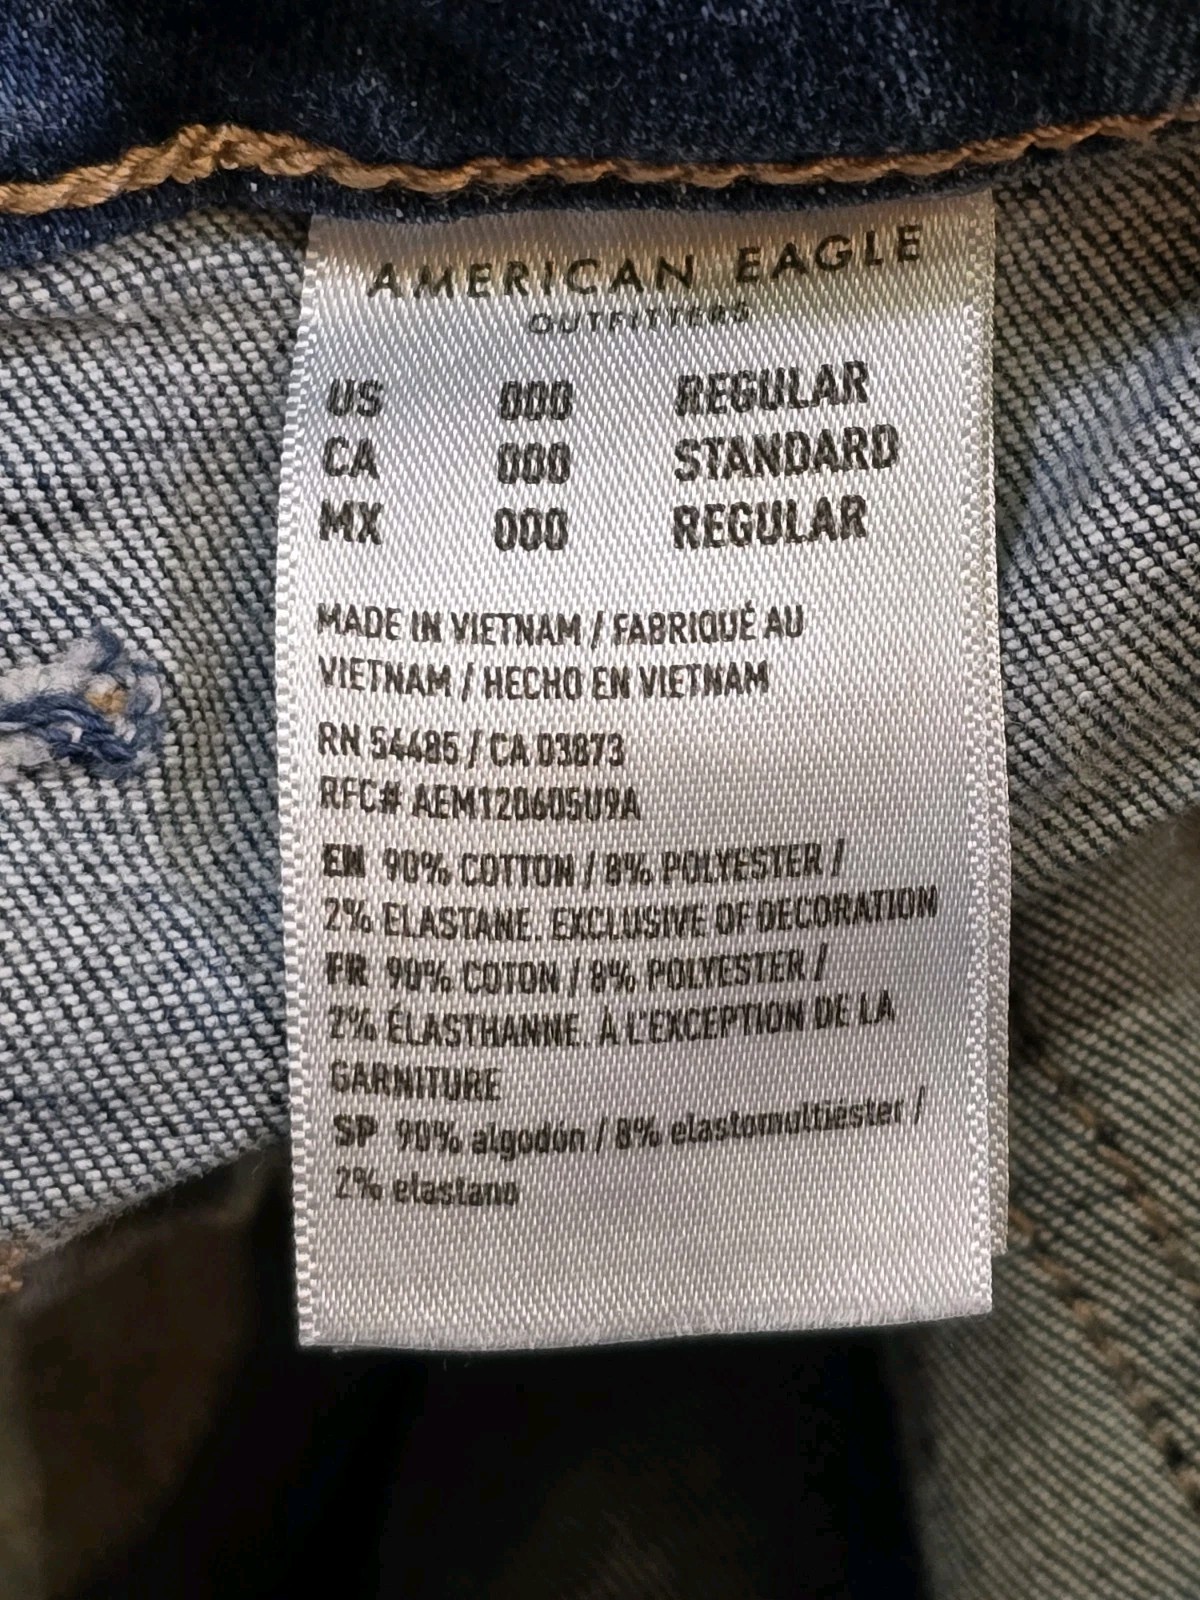 AMERICAN EAGLE
OUTFITTERS
US 000 REGULAR
CA 000 STANDARD
MX 000 REGULAR
MADE IN VIETNAM / FABRIQUÉ AU
VIETNAM / HECHO EN VIETNAM
RN 54485 / CA 03873
RFC# AEM120605U9A
EN 90% COTTON / 8% POLYESTER /
2% ELASTANE. EXCLUSIVE OF DECORATION
FR 90% COTON / 8% POLYESTER /
2% ÉLASTHANNE. À L'EXCEPTION DE LA
GARNITURE
SP 90% algodón / 8% elastomultiester /
2% elastano